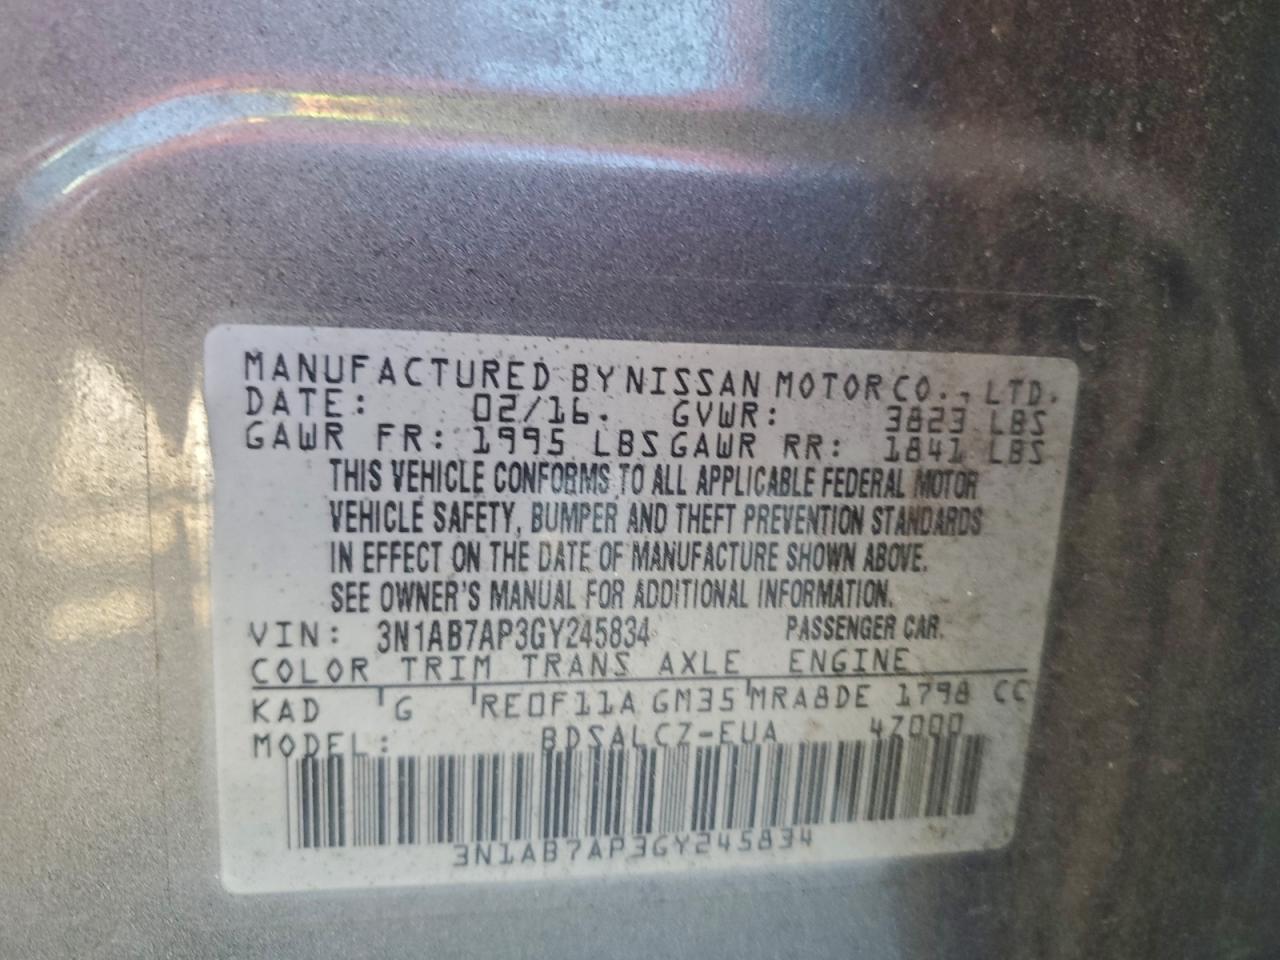 MANUFACTURED BY NISSAN MOTOR CO., LTD.
DATE: 02/16. GVWR: 3823 LBS
GAWR FR: 1995 LBS GAWR RR: 1841 LBS
THIS VEHICLE CONFORMS TO ALL APPLICABLE FEDERAL MOTOR
VEHICLE SAFETY, BUMPER AND THEFT PREVENTION STANDARDS
IN EFFECT ON THE DATE OF MANUFACTURE SHOWN ABOVE.
SEE OWNER'S MANUAL FOR ADDITIONAL INFORMATION.
VIN: 3N1AB7AP3GY245834 PASSENGER CAR.
COLOR TRIM TRANS AXLE ENGINE
KAD G RE0F11A GM35 MRA8DE 1798 CC
MODEL: BDSALCZ-EUA 4Z000
3N1AB7AP3GY245834